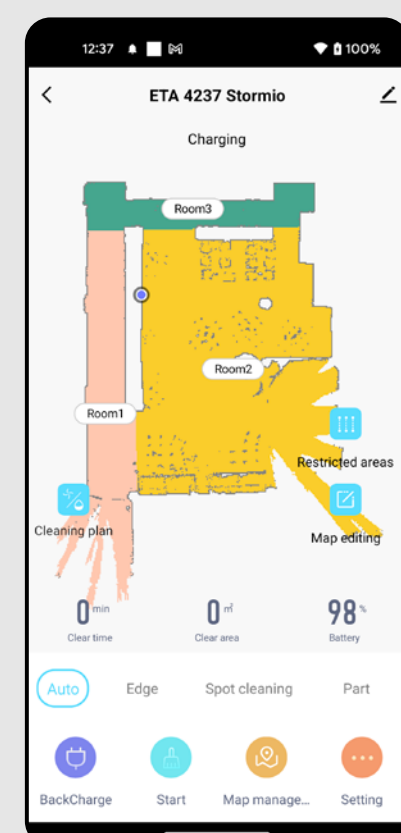 12:37 100%
ETA 4237 Stormio
Charging
Room3
Room2
Room1
Restricted areas
Cleaning plan
Map editing
0 min 0 ㎡ 98 %
Clear time Clear area Battery
Auto Edge Spot cleaning Part
BackCharge Start Map manage... Setting